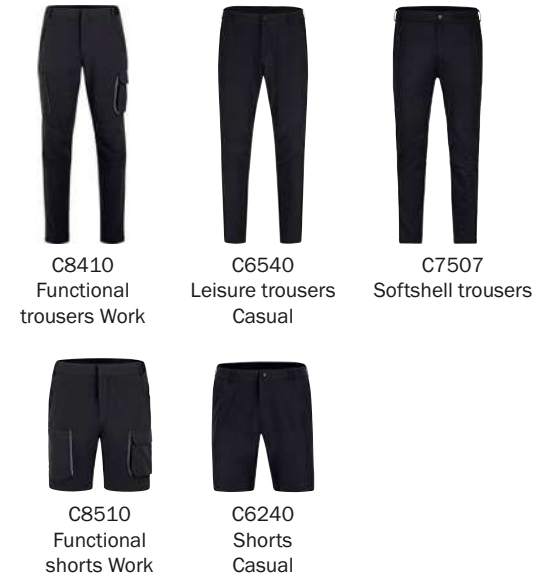 C8410
Functional
trousers Work
C6540
Leisure trousers
Casual
C7507
Softshell trousers
C8510
Functional
shorts Work
C6240
Shorts
Casual